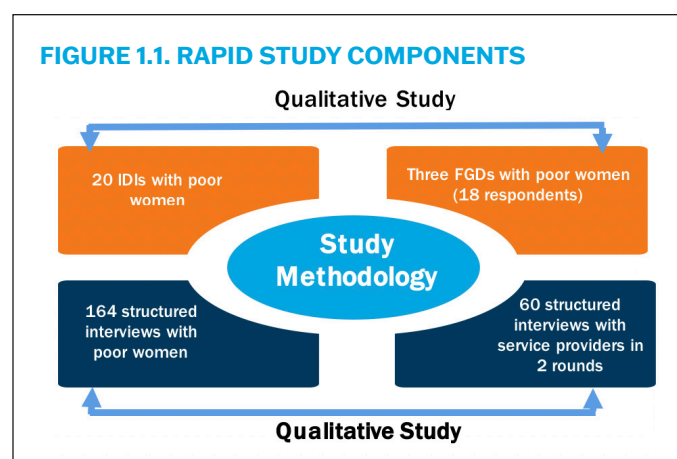 FIGURE 1.1. RAPID STUDY COMPONENTS
Qualitative Study
20 IDIs with poor
women
Three FGDs with poor women
(18 respondents)
Study
Methodology
164 structured
interviews with
poor women
60 structured
interviews with
service providers in
2 rounds
Qualitative Study